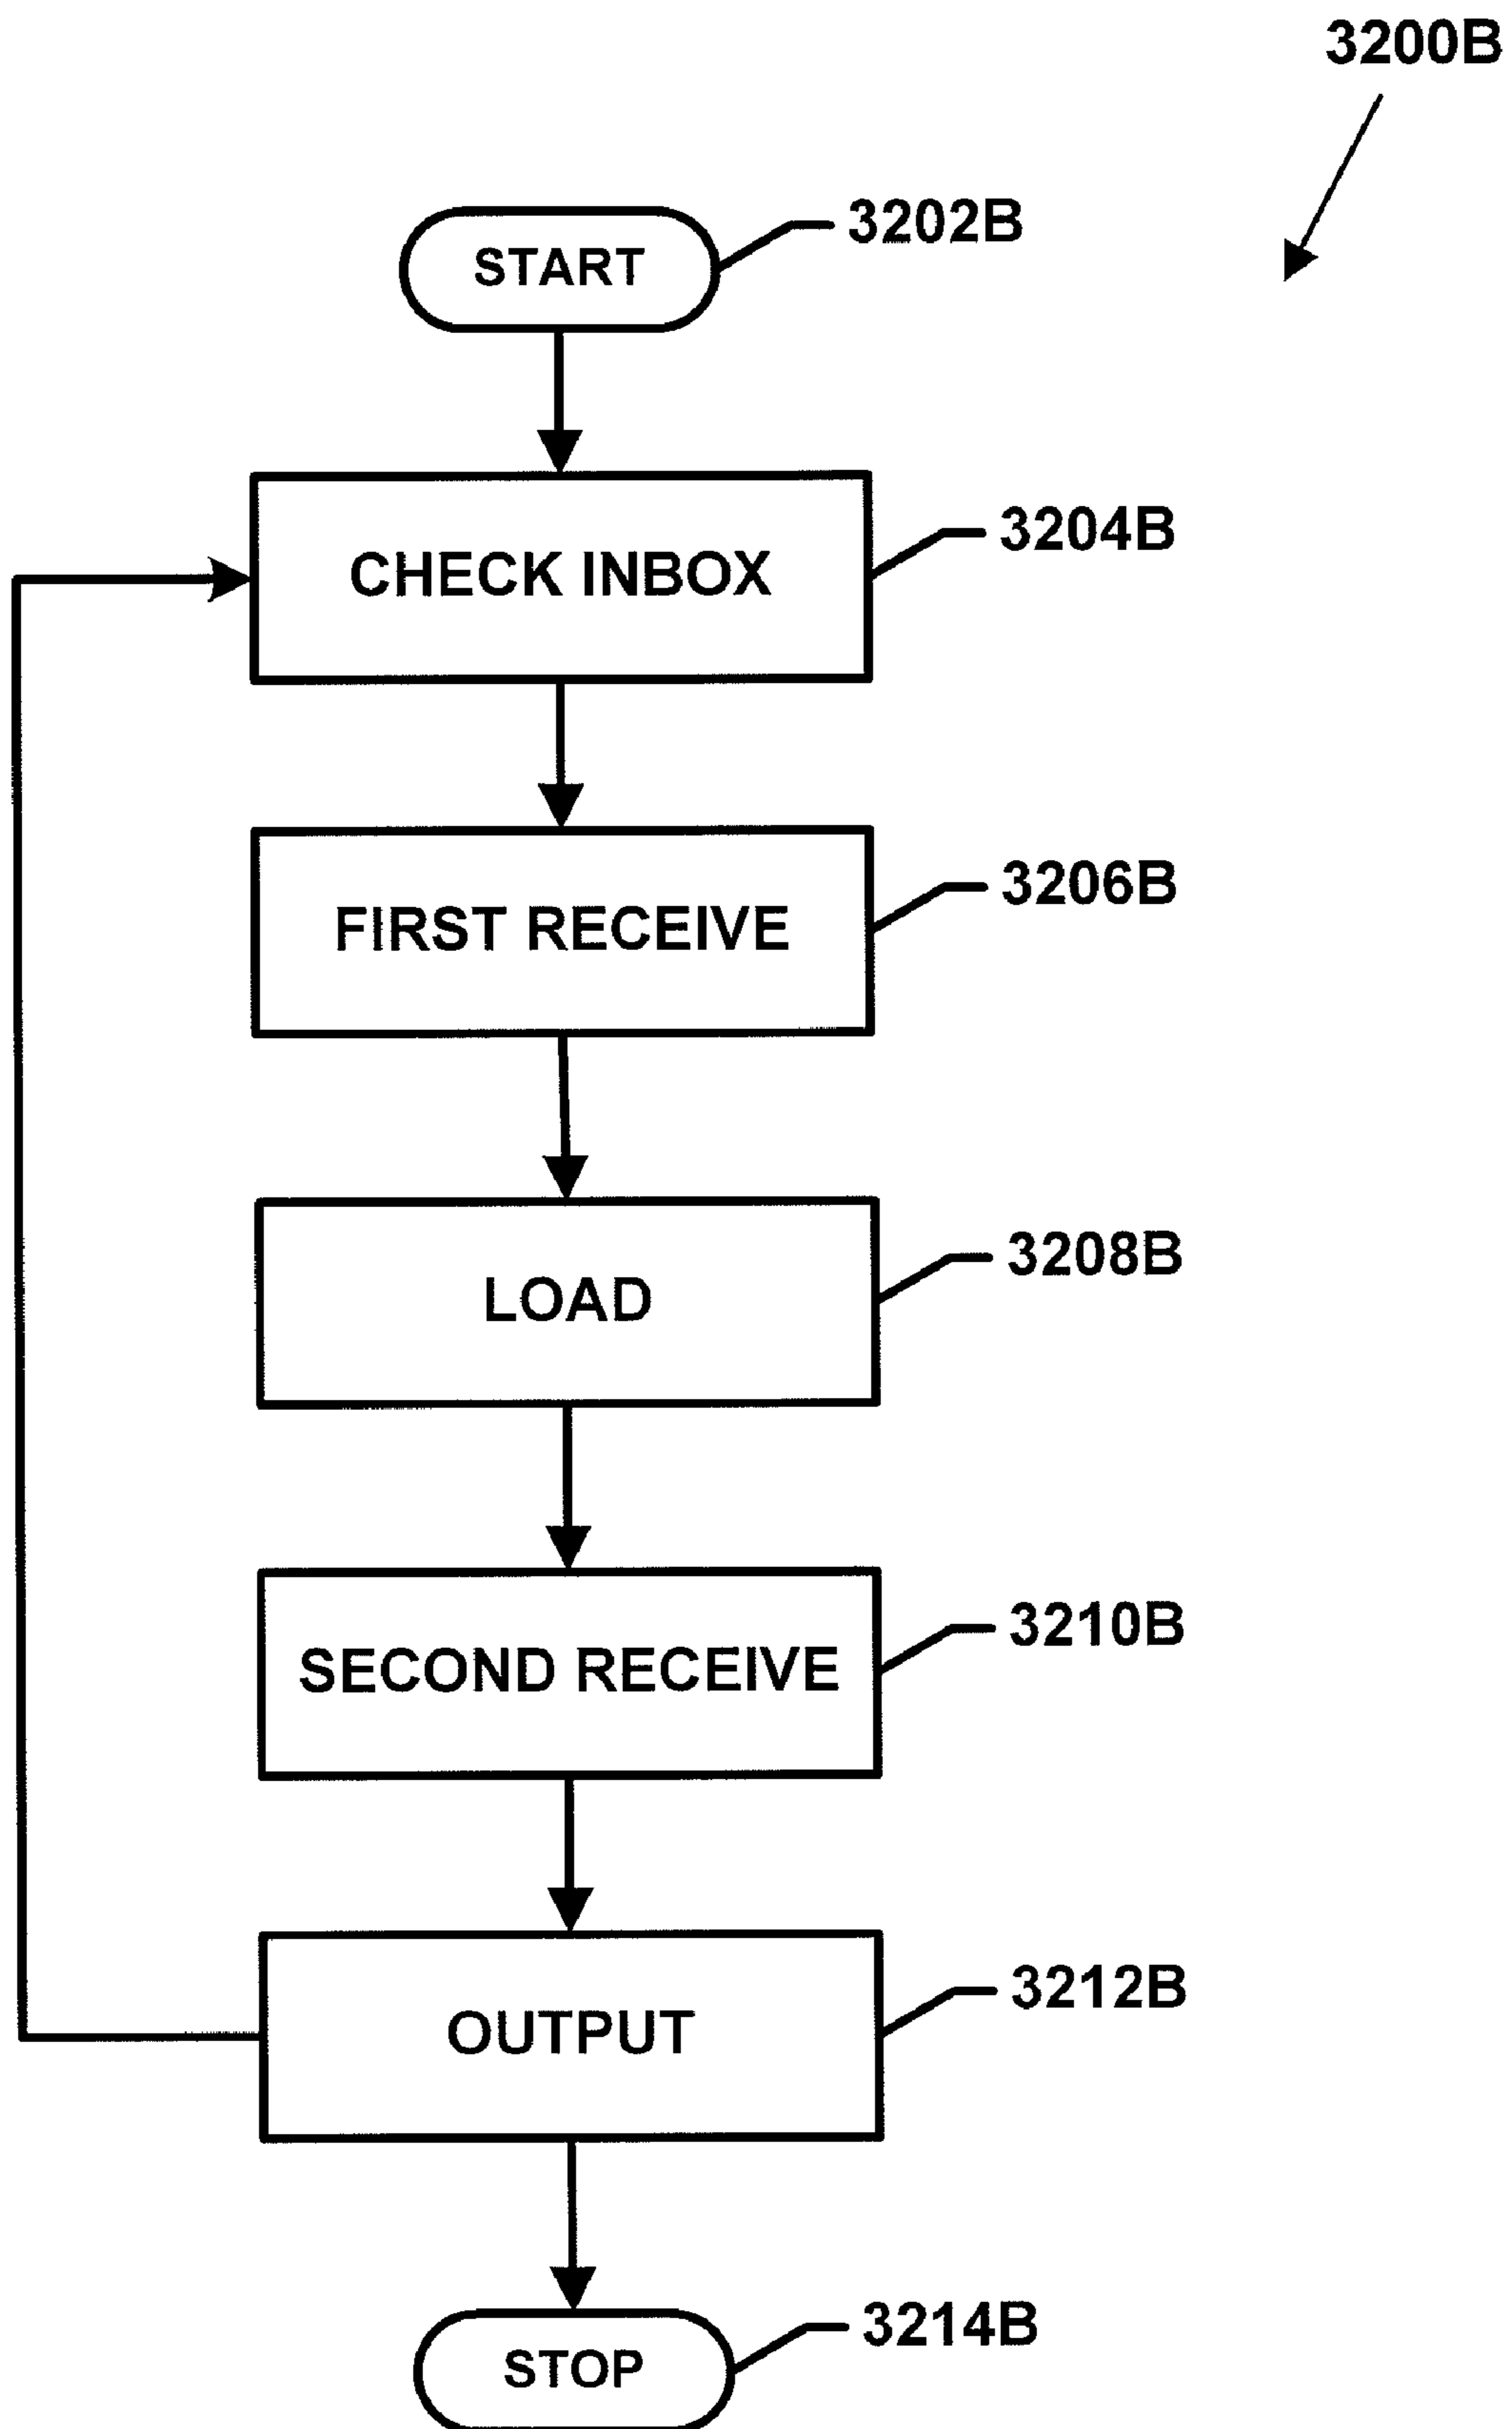 3200B
START
3202B
CHECK INBOX
3204B
FIRST RECEIVE
3206B
LOAD
3208B
SECOND RECEIVE
3210B
OUTPUT
3212B
STOP
3214B